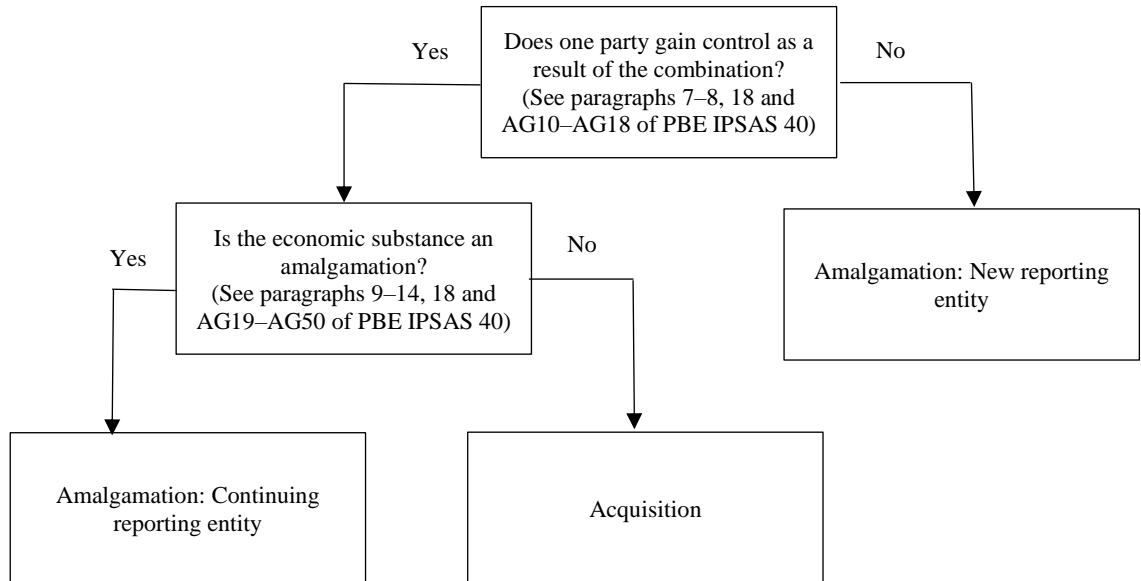 Does one party gain control as a
result of the combination?
(See paragraphs 7–8, 18 and
AG10–AG18 of PBE IPSAS 40)
Yes
No
Is the economic substance an
amalgamation?
(See paragraphs 9–14, 18 and
AG19–AG50 of PBE IPSAS 40)
Yes
No
Amalgamation: New reporting
entity
Amalgamation: Continuing
reporting entity
Acquisition